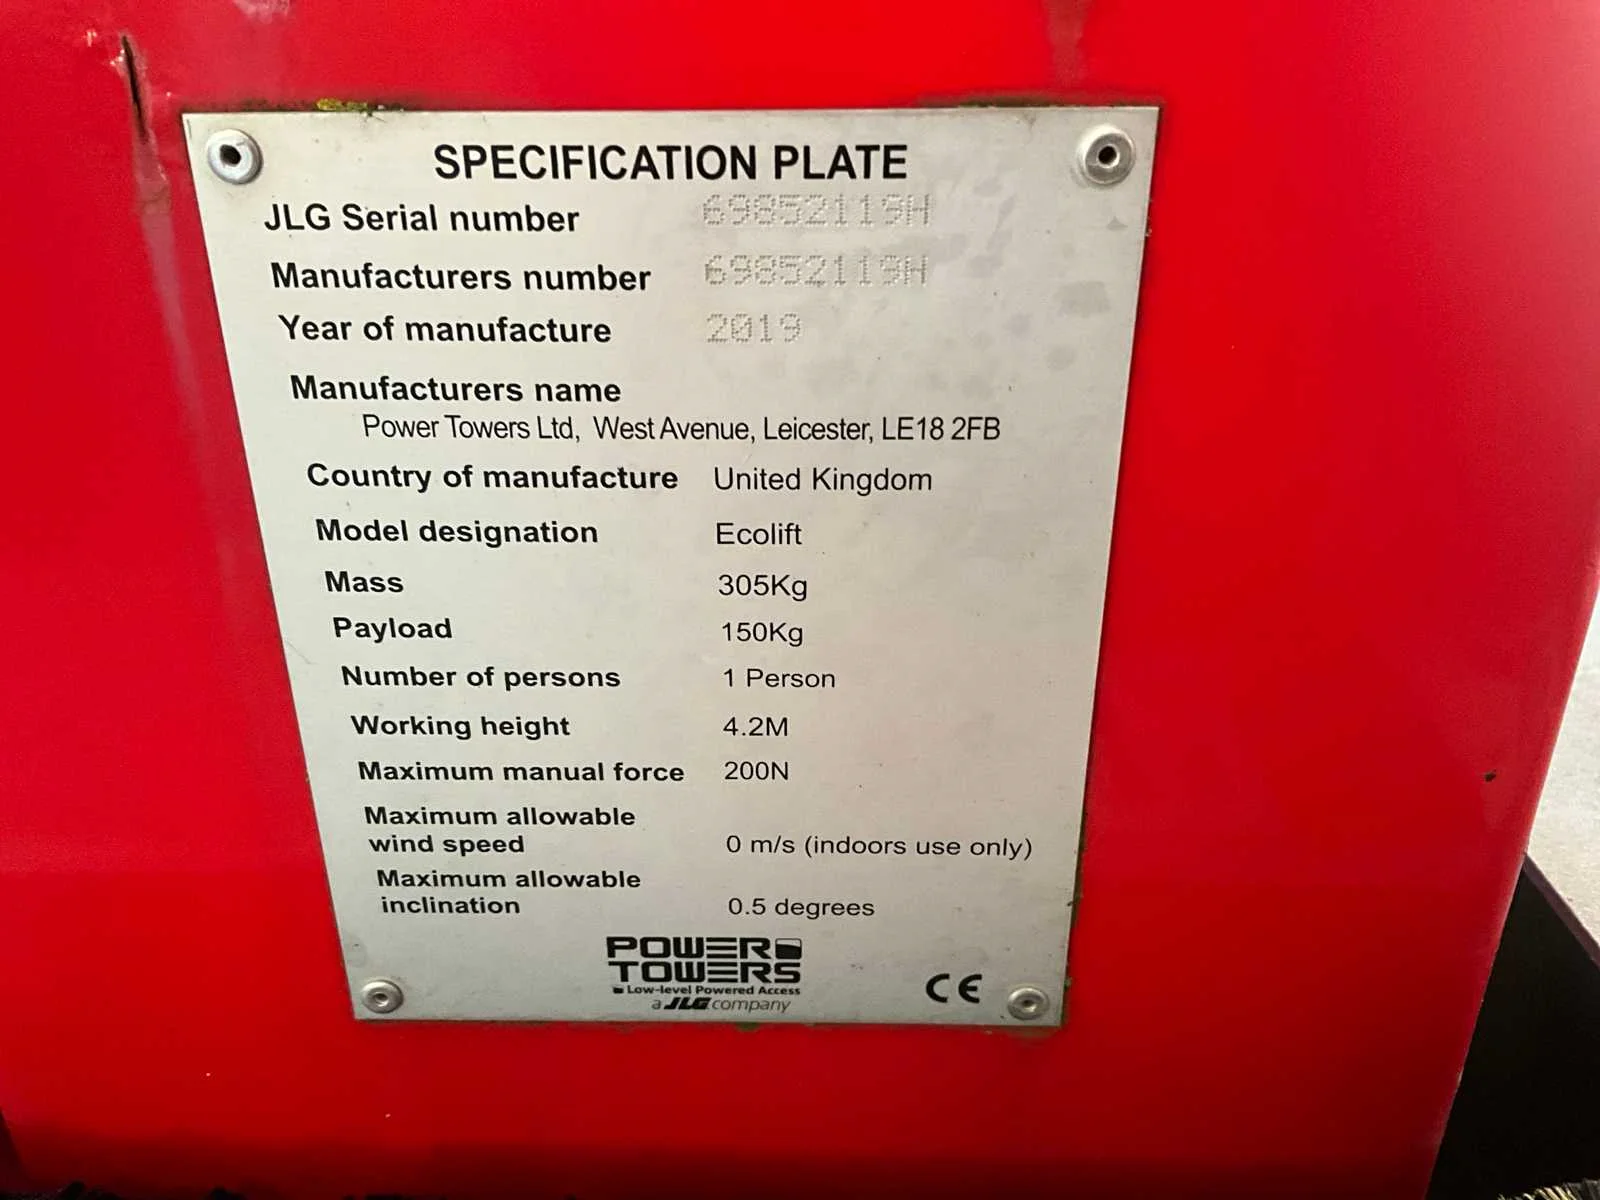 SPECIFICATION PLATE
JLG Serial number 69852119H
Manufacturers number 69852119H
Year of manufacture 2019
Manufacturers name
Power Towers Ltd, West Avenue, Leicester, LE18 2FB
Country of manufacture United Kingdom
Model designation Ecolift
Mass 305Kg
Payload 150Kg
Number of persons 1 Person
Working height 4.2M
Maximum manual force 200N
Maximum allowable
wind speed 0 m/s (indoors use only)
Maximum allowable
inclination 0.5 degrees
POWER
TOWERS
Low-level Powered Access
a JLG company
CE